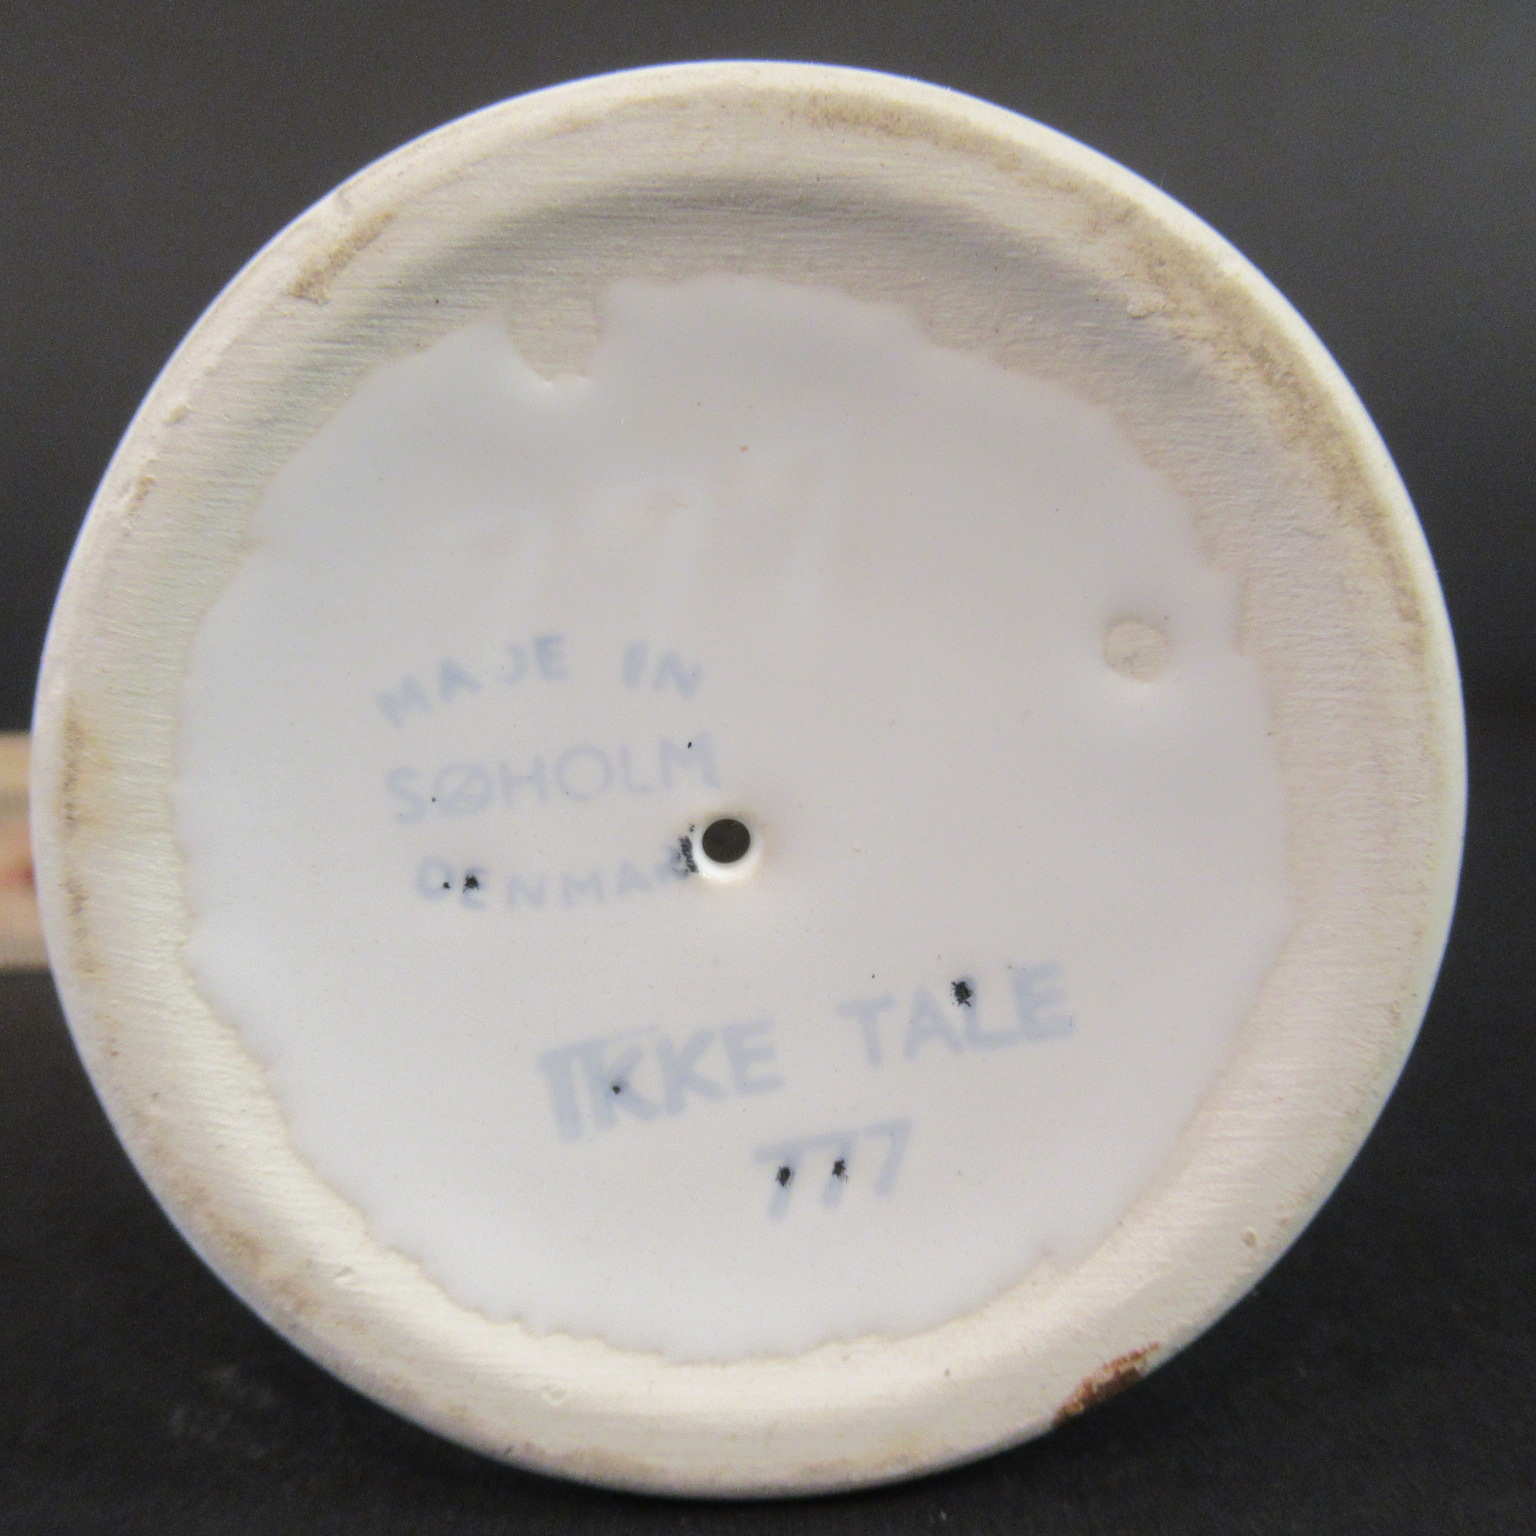 MADE IN
SØHOLM
DENMARK
IKKE TALE
777